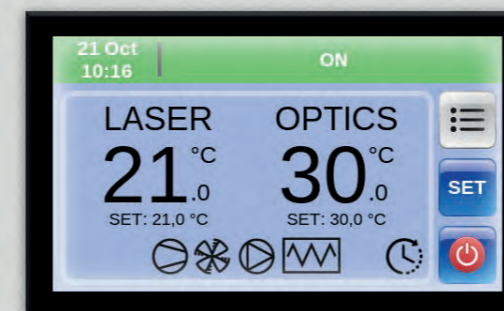 21 Oct
10:16
ON
LASER
OPTICS
21.0 °C
30.0 °C
SET: 21,0 °C
SET: 30,0 °C
SET